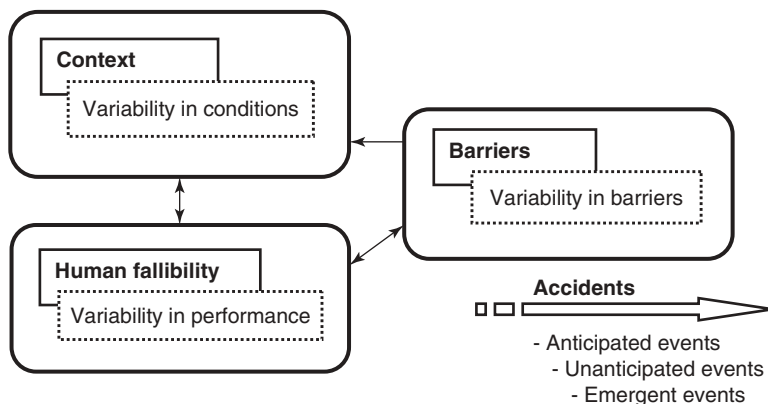 Context
Variability in conditions
Barriers
Variability in barriers
Human fallibility
Variability in performance
Accidents
- Anticipated events
- Unanticipated events
- Emergent events